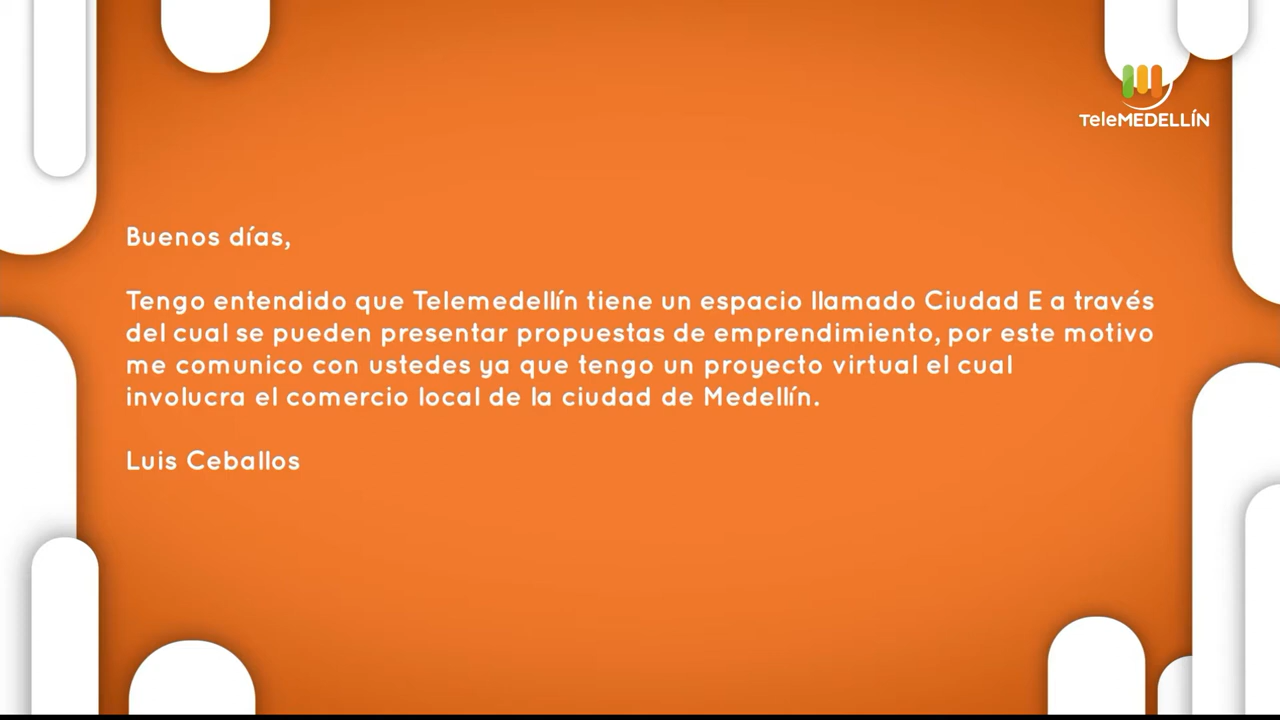 TeleMEDELLÍN
Buenos días,
Tengo entendido que Telemedellín tiene un espacio llamado Ciudad E a través
del cual se pueden presentar propuestas de emprendimiento, por este motivo
me comunico con ustedes ya que tengo un proyecto virtual el cual
involucra el comercio local de la ciudad de Medellín.
Luis Ceballos